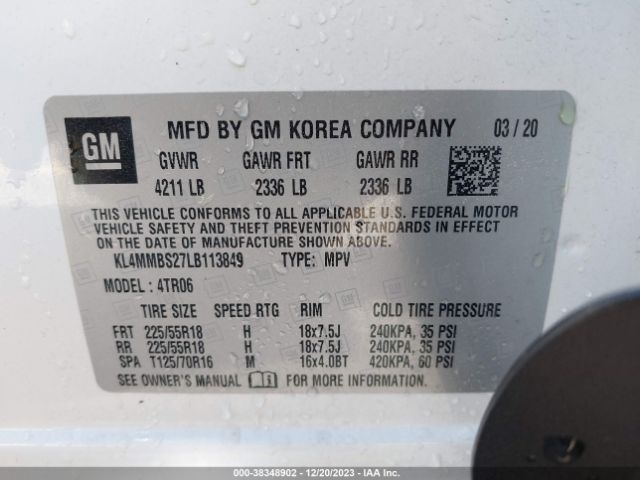 GM
MFD BY GM KOREA COMPANY 03 / 20
GVWR GAWR FRT GAWR RR
4211 LB 2336 LB 2336 LB
THIS VEHICLE CONFORMS TO ALL APPLICABLE U.S. FEDERAL MOTOR
VEHICLE SAFETY AND THEFT PREVENTION STANDARDS IN EFFECT
ON THE DATE OF MANUFACTURE SHOWN ABOVE.
KL4MMBS27LB113849 TYPE: MPV
MODEL : 4TR06
TIRE SIZE SPEED RTG RIM COLD TIRE PRESSURE
FRT 225/55R18 H 18x7.5J 240KPA, 35 PSI
RR 225/55R18 H 18x7.5J 240KPA, 35 PSI
SPA T125/70R16 M 16x4.0BT 420KPA, 60 PSI
SEE OWNER'S MANUAL FOR MORE INFORMATION.
000-38348902 - 12/20/2023 - IAA Inc.